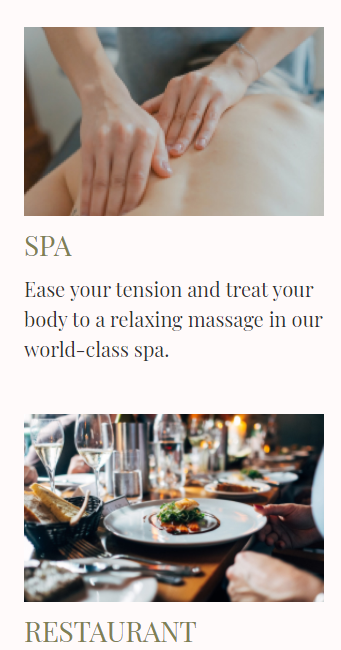 SPA
Ease your tension and treat your
body to a relaxing massage in our
world-class spa.
RESTAURANT